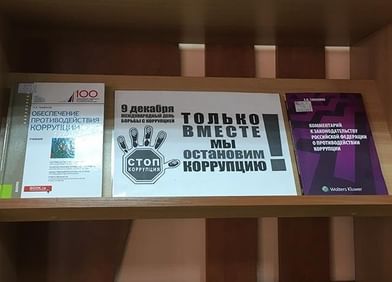 100
ОБЕСПЕЧЕНИЕ
ПРОТИВОДЕЙСТВИЯ
КОРРУПЦИИ
9 декабря
МЕЖДУНАРОДНЫЙ ДЕНЬ
БОРЬБЫ С КОРРУПЦИЕЙ
СТОП
КОРРУПЦИЯ
ТОЛЬКО
ВМЕСТЕ
МЫ
ОСТАНОВИМ
КОРРУПЦИЮ!
КОММЕНТАРИЙ
К ЗАКОНОДАТЕЛЬСТВУ
РОССИЙСКОЙ ФЕДЕРАЦИИ
О ПРОТИВОДЕЙСТВИИ
КОРРУПЦИИ
Wolters Kluwer